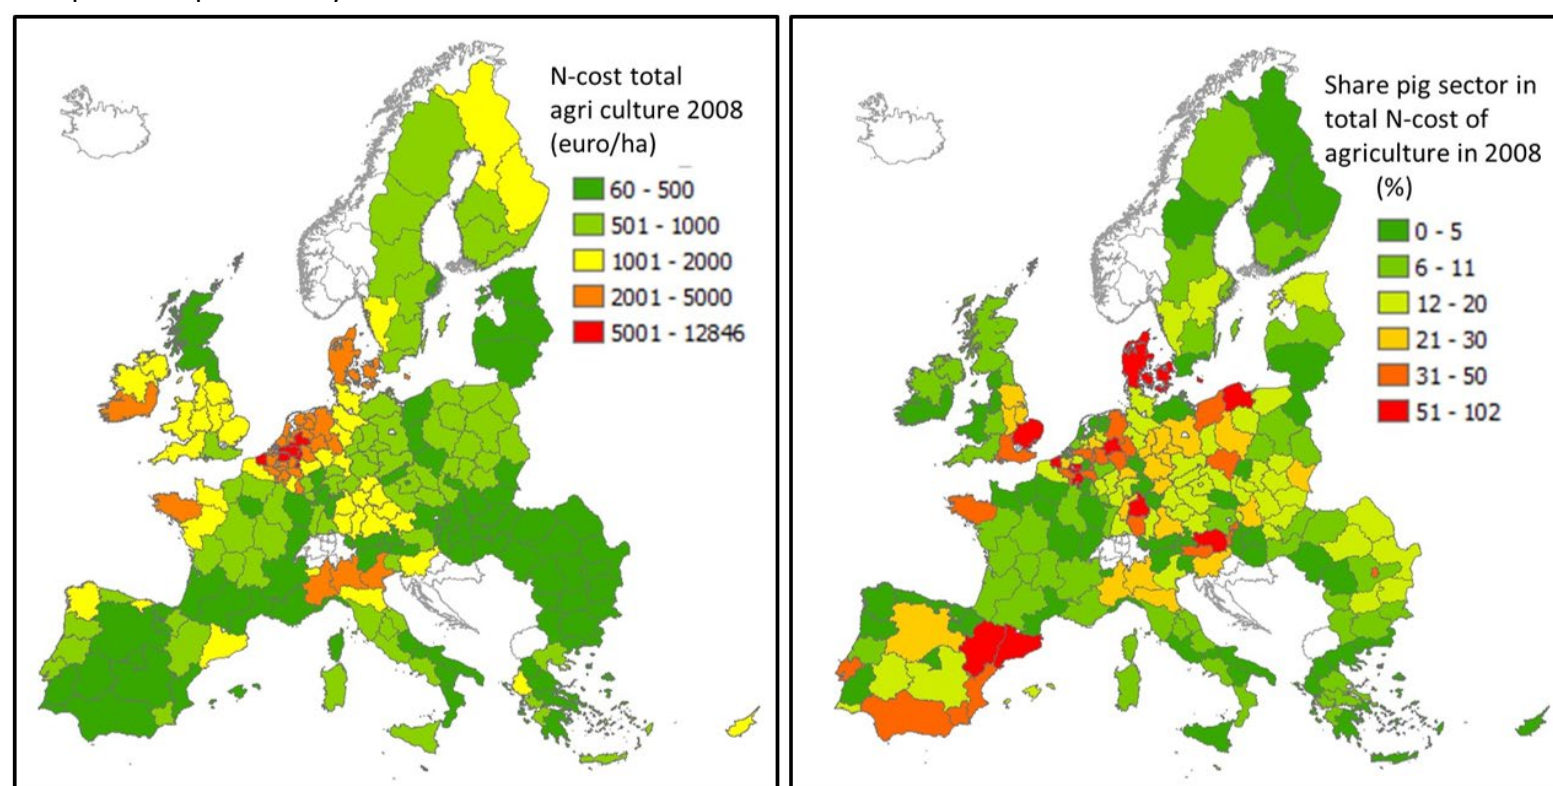 N-cost total
agri culture 2008
(euro/ha)
60 - 500
501 - 1000
1001 - 2000
2001 - 5000
5001 - 12846
Share pig sector in
total N-cost of
agriculture in 2008
(%)
0 - 5
6 - 11
12 - 20
21 - 30
31 - 50
51 - 102